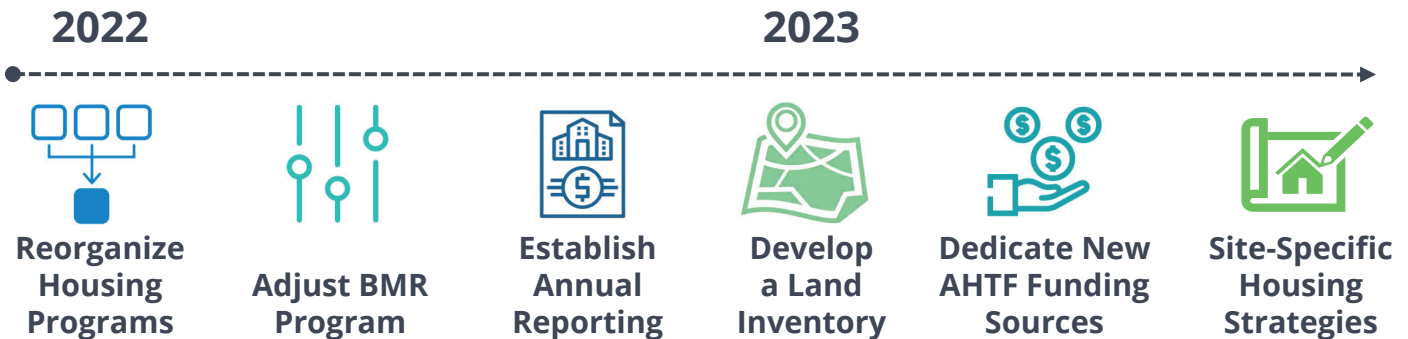 2022
2023
Reorganize
Housing
Programs
Adjust BMR
Program
Establish
Annual
Reporting
Develop
a Land
Inventory
Dedicate New
AHTF Funding
Sources
Site-Specific
Housing
Strategies